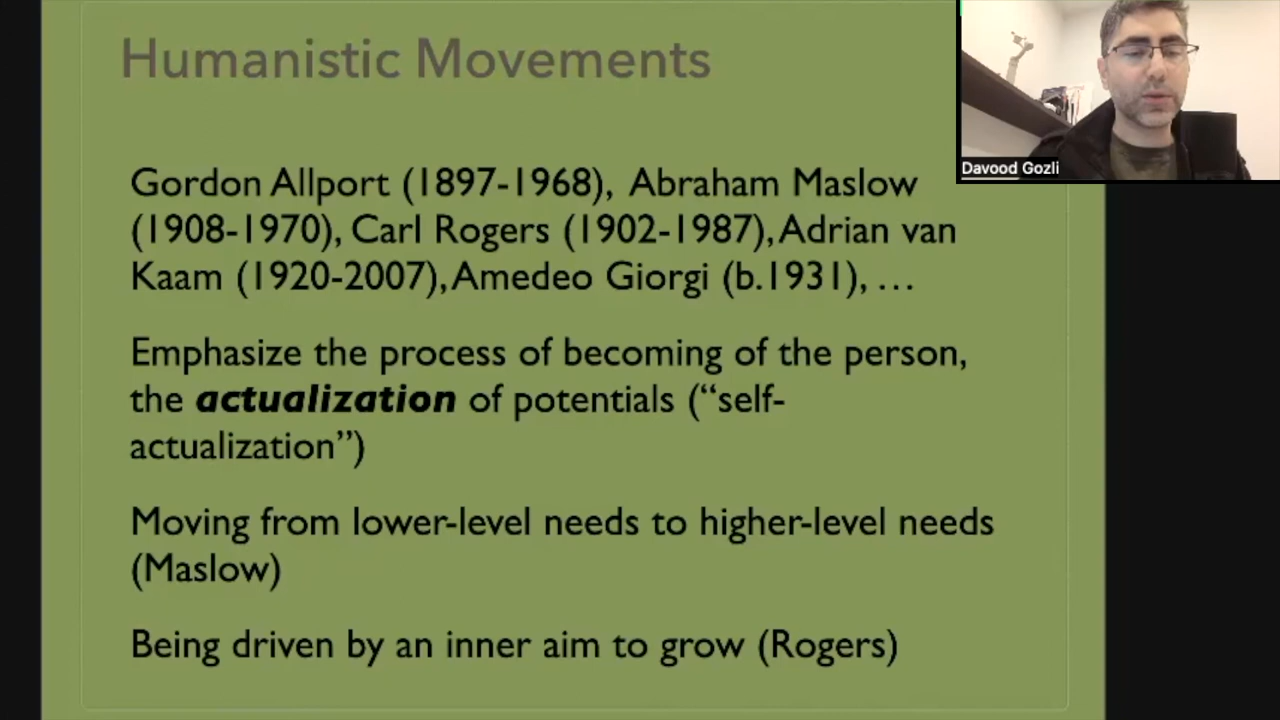 Humanistic Movements
Davood Gozli
Gordon Allport (1897-1968), Abraham Maslow
(1908-1970), Carl Rogers (1902-1987), Adrian van
Kaam (1920-2007), Amedeo Giorgi (b.1931), …
Emphasize the process of becoming of the person,
the actualization of potentials (“self-
actualization”)
Moving from lower-level needs to higher-level needs
(Maslow)
Being driven by an inner aim to grow (Rogers)